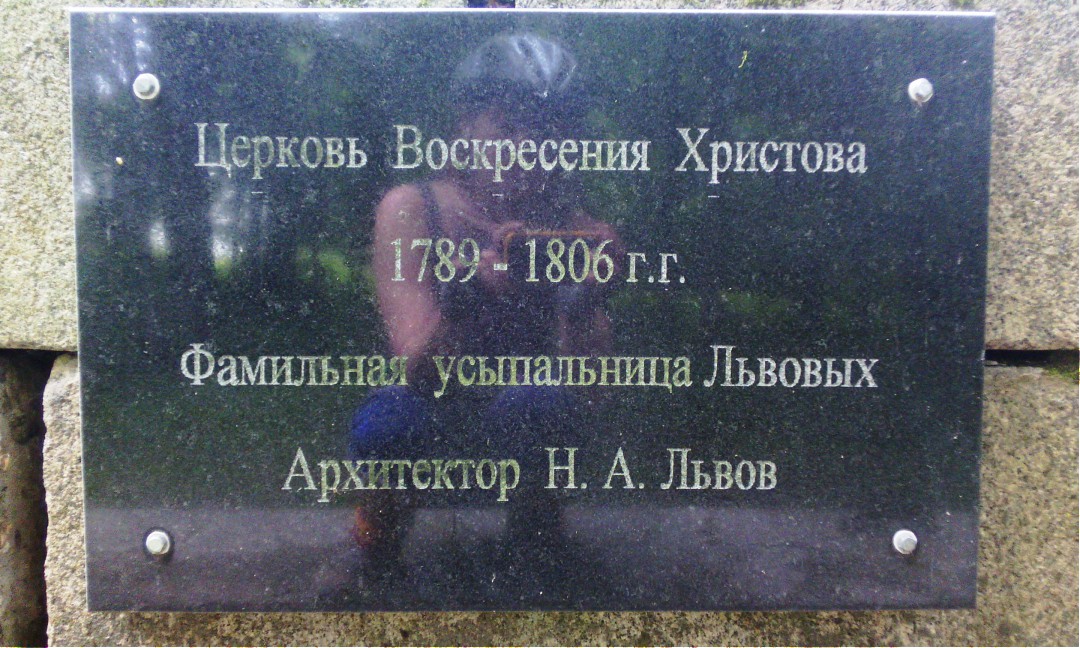 Церковь Воскресения Христова
1789 - 1806 г.г.
Фамильная усыпальница Львовых
Архитектор Н. А. Львов